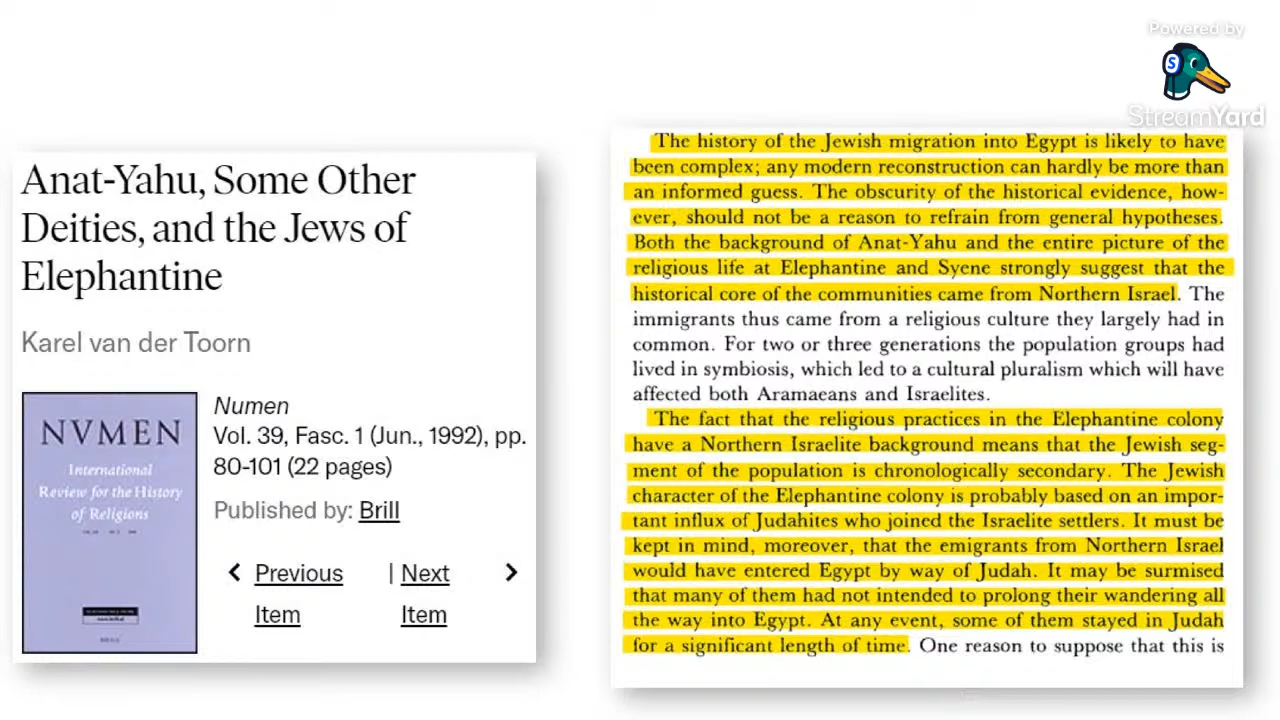 Powered by
StreamYard
Anat-Yahu, Some Other
Deities, and the Jews of
Elephantine
Karel van der Toorn
NVMEN
International
Review for the History
of Religions
Numen
Vol. 39, Fasc. 1 (Jun., 1992), pp.
80-101 (22 pages)
Published by: Brill
Previous | Next
Item Item
The history of the Jewish migration into Egypt is likely to have
been complex; any modern reconstruction can hardly be more than
an informed guess. The obscurity of the historical evidence, how-
ever, should not be a reason to refrain from general hypotheses.
Both the background of Anat-Yahu and the entire picture of the
religious life at Elephantine and Syene strongly suggest that the
historical core of the communities came from Northern Israel. The
immigrants thus came from a religious culture they largely had in
common. For two or three generations the population groups had
lived in symbiosis, which led to a cultural pluralism which will have
affected both Aramaeans and Israelites.
The fact that the religious practices in the Elephantine colony
have a Northern Israelite background means that the Jewish seg-
ment of the population is chronologically secondary. The Jewish
character of the Elephantine colony is probably based on an impor-
tant influx of Judahites who joined the Israelite settlers. It must be
kept in mind, moreover, that the emigrants from Northern Israel
would have entered Egypt by way of Judah. It may be surmised
that many of them had not intended to prolong their wandering all
the way into Egypt. At any event, some of them stayed in Judah
for a significant length of time. One reason to suppose that this is